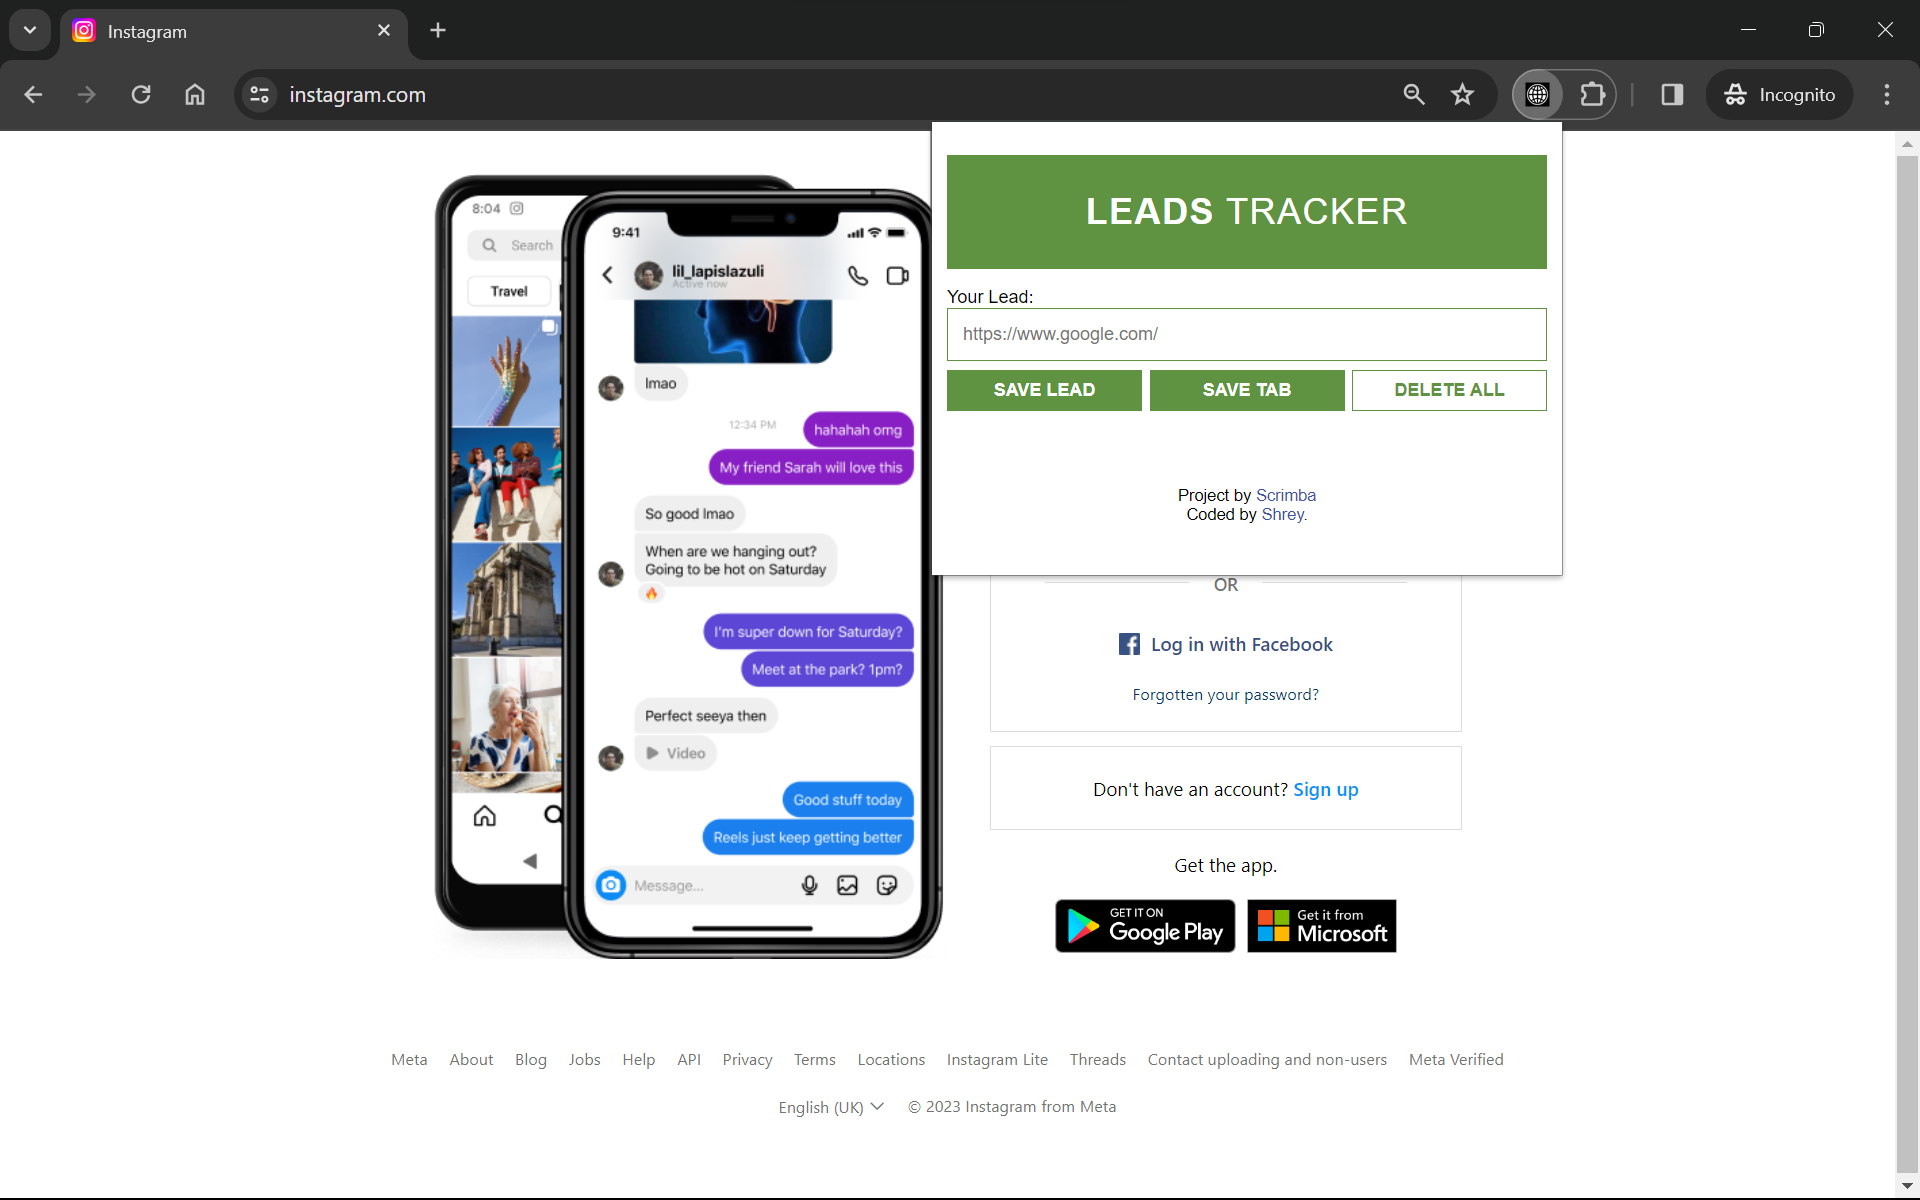 Instagram
instagram.com
Incognito
LEADS TRACKER
Your Lead:
https://www.google.com/
SAVE LEAD
SAVE TAB
DELETE ALL
Project by Scrimba
Coded by Shrey.
8:04
Search
Travel
9:41
lil_lapislazuli
Active now
lmao
12:34 PM
hahahah omg
My friend Sarah will love this
So good lmao
When are we hanging out?
Going to be hot on Saturday
I'm super down for Saturday?
Meet at the park? 1pm?
Perfect seeya then
Video
Good stuff today
Reels just keep getting better
Message...
OR
Log in with Facebook
Forgotten your password?
Don't have an account? Sign up
Get the app.
GET IT ON
Google Play
Get it from
Microsoft
Meta About Blog Jobs Help API Privacy Terms Locations Instagram Lite Threads Contact uploading and non-users Meta Verified
English (UK) © 2023 Instagram from Meta